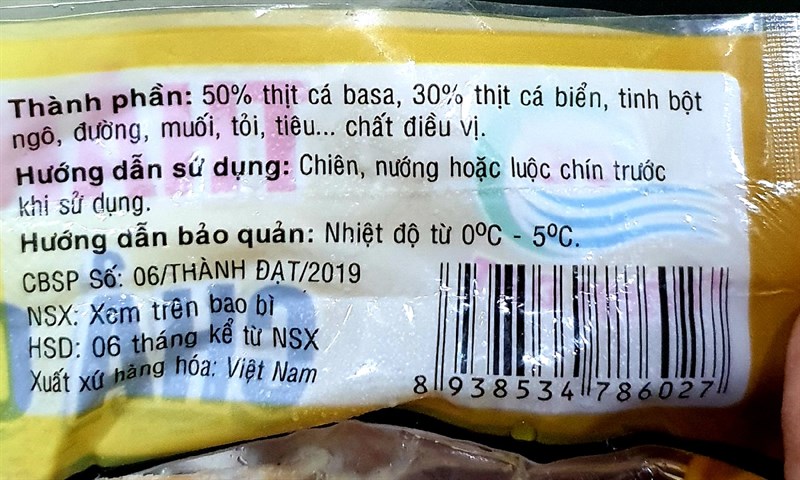 Thành phần: 50% thịt cá basa, 30% thịt cá biển, tinh bột
ngô, đường, muối, tỏi, tiêu... chất điều vị.
Hướng dẫn sử dụng: Chiên, nướng hoặc luộc chín trước
khi sử dụng.
Hướng dẫn bảo quản: Nhiệt độ từ 0ºC - 5ºC.
CBSP Số: 06/THÀNH ĐẠT/2019
NSX: Xem trên bao bì
HSD: 06 tháng kể từ NSX
Xuất xứ hàng hóa: Việt Nam
8 938534 786027